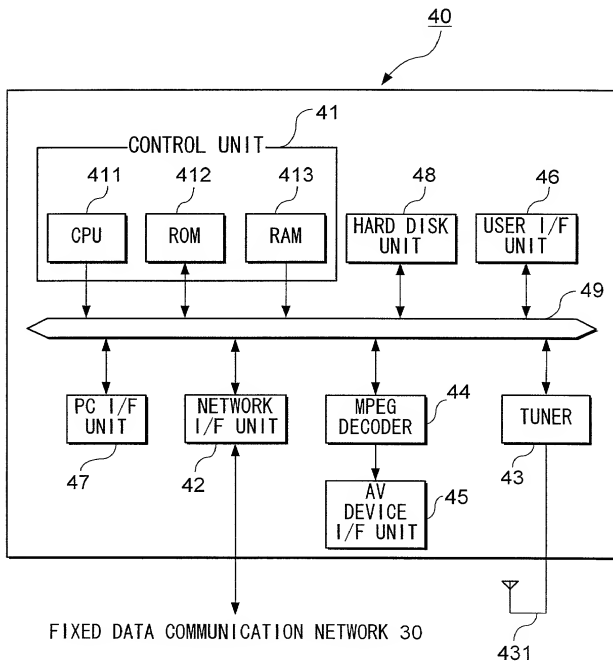 40
41
CONTROL UNIT
411
412
413
48
46
CPU
ROM
RAM
HARD DISK
UNIT
USER I/F
UNIT
49
PC I/F
UNIT
NETWORK
I/F UNIT
MPEG
DECODER
44
TUNER
47
42
43
AV
DEVICE
I/F UNIT
45
FIXED DATA COMMUNICATION NETWORK 30
431